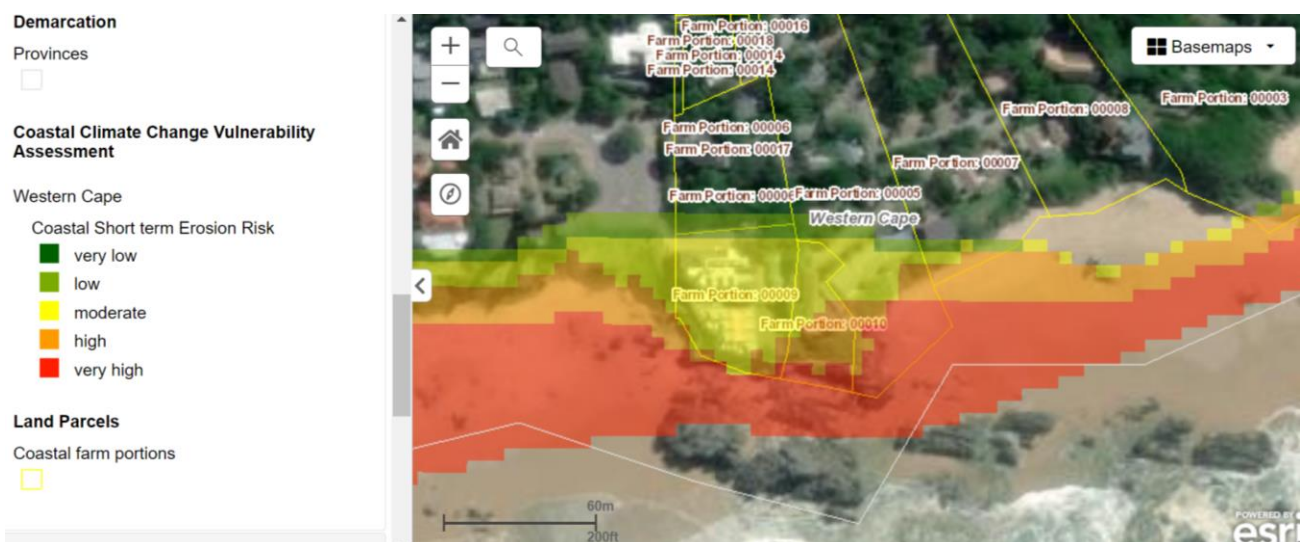 Demarcation
Provinces
Coastal Climate Change Vulnerability
Assessment
Western Cape
Coastal Short term Erosion Risk
very low
low
moderate
high
very high
Land Parcels
Coastal farm portions
Basemaps
Farm Portion: 00016
Farm Portion: 00018
Farm Portion: 00014
Farm Portion: 00014
Farm Portion: 00003
Farm Portion: 00008
Farm Portion: 00006
Farm Portion: 00017
Farm Portion: 00007
Farm Portion: 00006
Farm Portion: 00005
Western Cape
Farm Portion: 00009
Farm Portion: 00010
60m
200ft
POWERED BY
esri